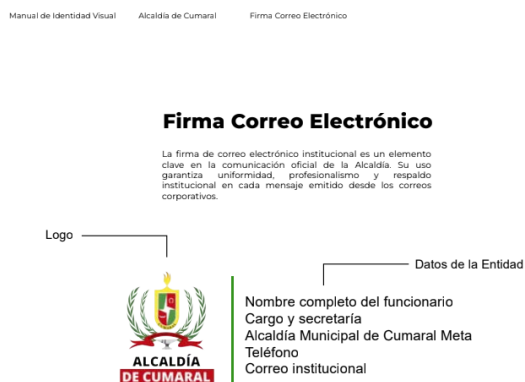 Manual de Identidad Visual Alcaldía de Cumaral Firma Correo Electrónico
Firma Correo Electrónico
La firma de correo electrónico institucional es un elemento
clave en la comunicación oficial de la Alcaldía. Su uso
garantiza uniformidad, profesionalismo y respaldo
institucional en cada mensaje emitido desde los correos
corporativos.
Logo
Datos de la Entidad
Nombre completo del funcionario
Cargo y secretaría
Alcaldía Municipal de Cumaral Meta
Teléfono
Correo institucional
ALCALDÍA
DE CUMARAL